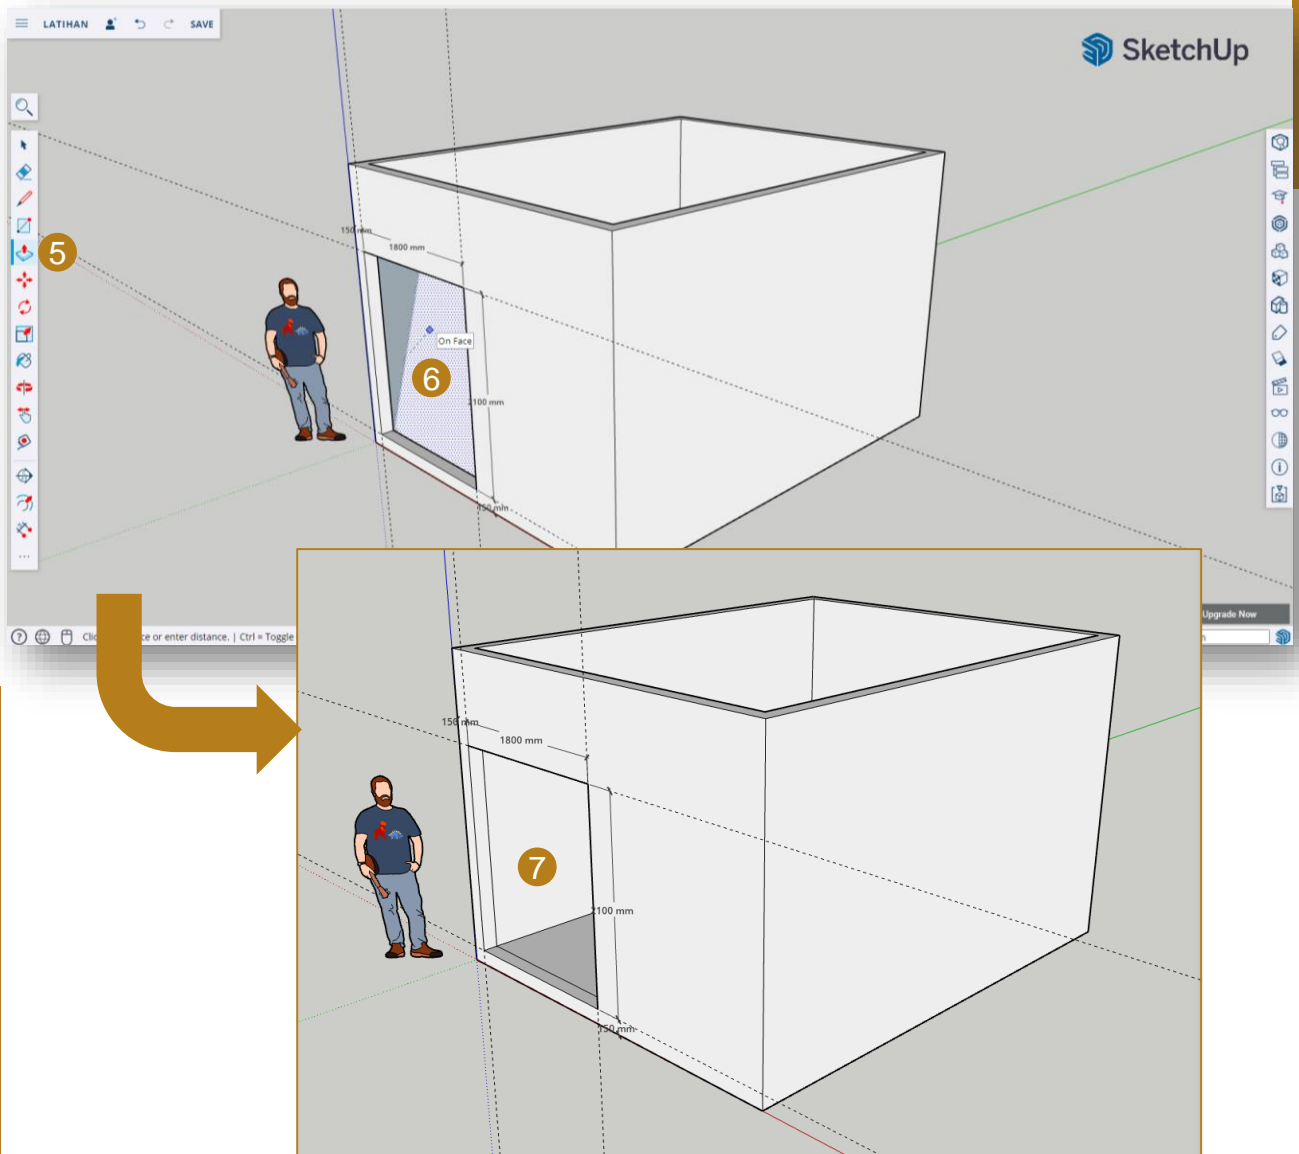 LATIHAN SAVE
SketchUp
5
150 mm
1800 mm
On Face
6
2100 mm
150 mm
Upgrade Now
ce or enter distance. | Ctrl = Toggle
150 mm
1800 mm
7
2100 mm
150 mm